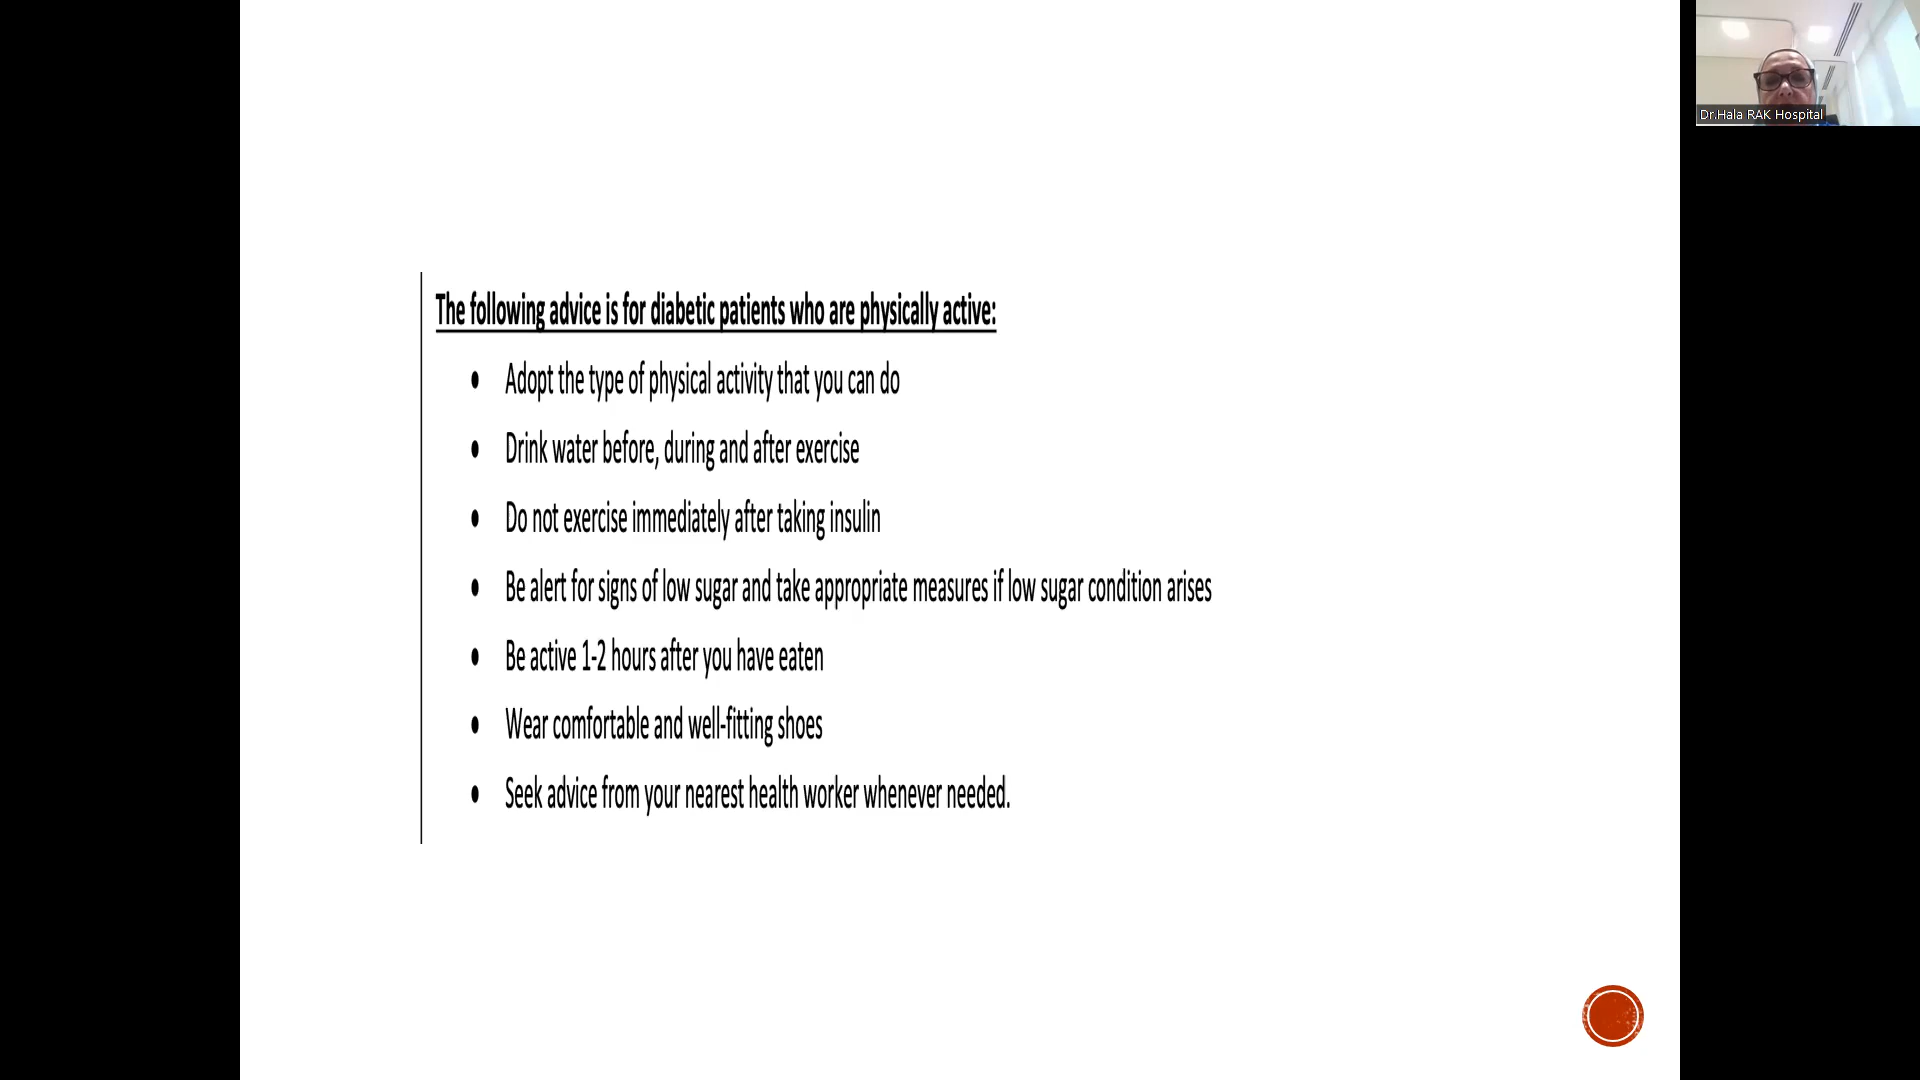 Dr.Hala RAK Hospital
The following advice is for diabetic patients who are physically active:
• Adopt the type of physical activity that you can do
• Drink water before, during and after exercise
• Do not exercise immediately after taking insulin
• Be alert for signs of low sugar and take appropriate measures if low sugar condition arises
• Be active 1-2 hours after you have eaten
• Wear comfortable and well-fitting shoes
• Seek advice from your nearest health worker whenever needed.